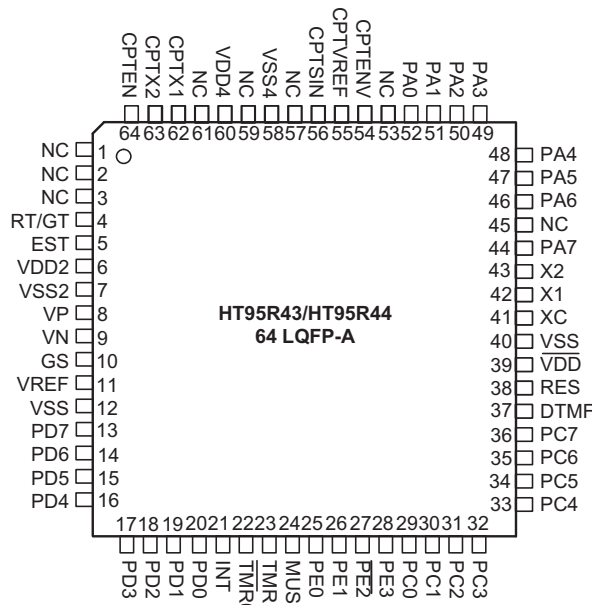 CPTEN
CPTX2
CPTX1
NC
VDD4
NC
VSS4
NC
CPTSIN
CPTVREF
CPTENV
NC
PA0
PA1
PA2
PA3
64 63 62 61 60 59 58 57 56 55 54 53 52 51 50 49
NC 1
NC 2
NC 3
RT/GT 4
EST 5
VDD2 6
VSS2 7
VP 8
VN 9
GS 10
VREF 11
VSS 12
PD7 13
PD6 14
PD5 15
PD4 16
HT95R43/HT95R44
64 LQFP-A
48 PA4
47 PA5
46 PA6
45 NC
44 PA7
43 X2
42 X1
41 XC
40 VSS
39 VDD
38 RES
37 DTMF
36 PC7
35 PC6
34 PC5
33 PC4
17 18 19 20 21 22 23 24 25 26 27 28 29 30 31 32
PD3
PD2
PD1
PD0
INT
TMR
TMR
MUS
PE0
PE1
PE2
PE3
PC0
PC1
PC2
PC3